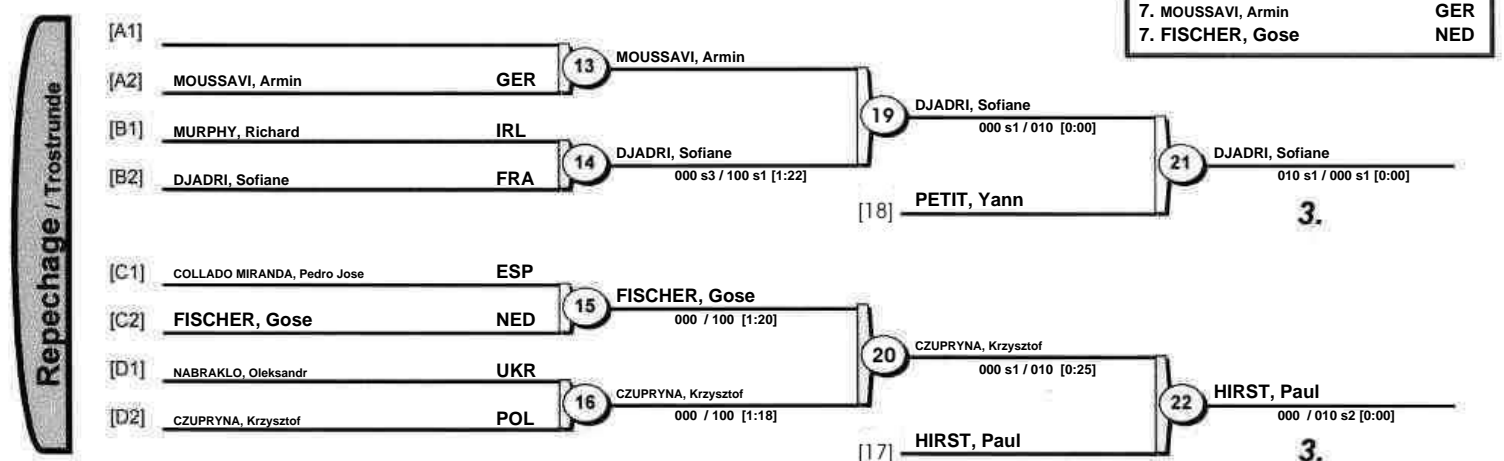 7. MOUSSAVI, Armin GER
7. FISCHER, Gose NED
Repechage / Trostrunde
[A1]
[A2] MOUSSAVI, Armin GER
13 MOUSSAVI, Armin
[B1] MURPHY, Richard IRL
[B2] DJADRI, Sofiane FRA
14 DJADRI, Sofiane
000 s3 / 100 s1 [1:22]
19 DJADRI, Sofiane
000 s1 / 010 [0:00]
[18] PETIT, Yann
21 DJADRI, Sofiane
010 s1 / 000 s1 [0:00]
3.
[C1] COLLADO MIRANDA, Pedro Jose ESP
[C2] FISCHER, Gose NED
15 FISCHER, Gose
000 / 100 [1:20]
[D1] NABRAKLO, Oleksandr UKR
[D2] CZUPRYNA, Krzysztof POL
16 CZUPRYNA, Krzysztof
000 / 100 [1:18]
20 CZUPRYNA, Krzysztof
000 s1 / 010 [0:25]
[17] HIRST, Paul
22 HIRST, Paul
000 / 010 s2 [0:00]
3.